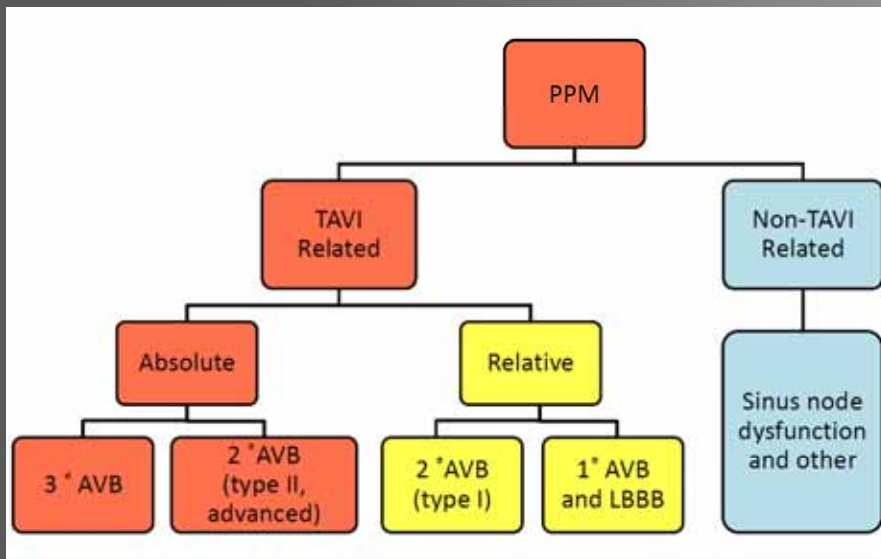 PPM
TAVI
Related
Non-TAVI
Related
Absolute
Relative
Sinus node
dysfunction
and other
3 ° AVB
2 °AVB
(type II,
advanced)
2 °AVB
(type I)
1° AVB
and LBBB